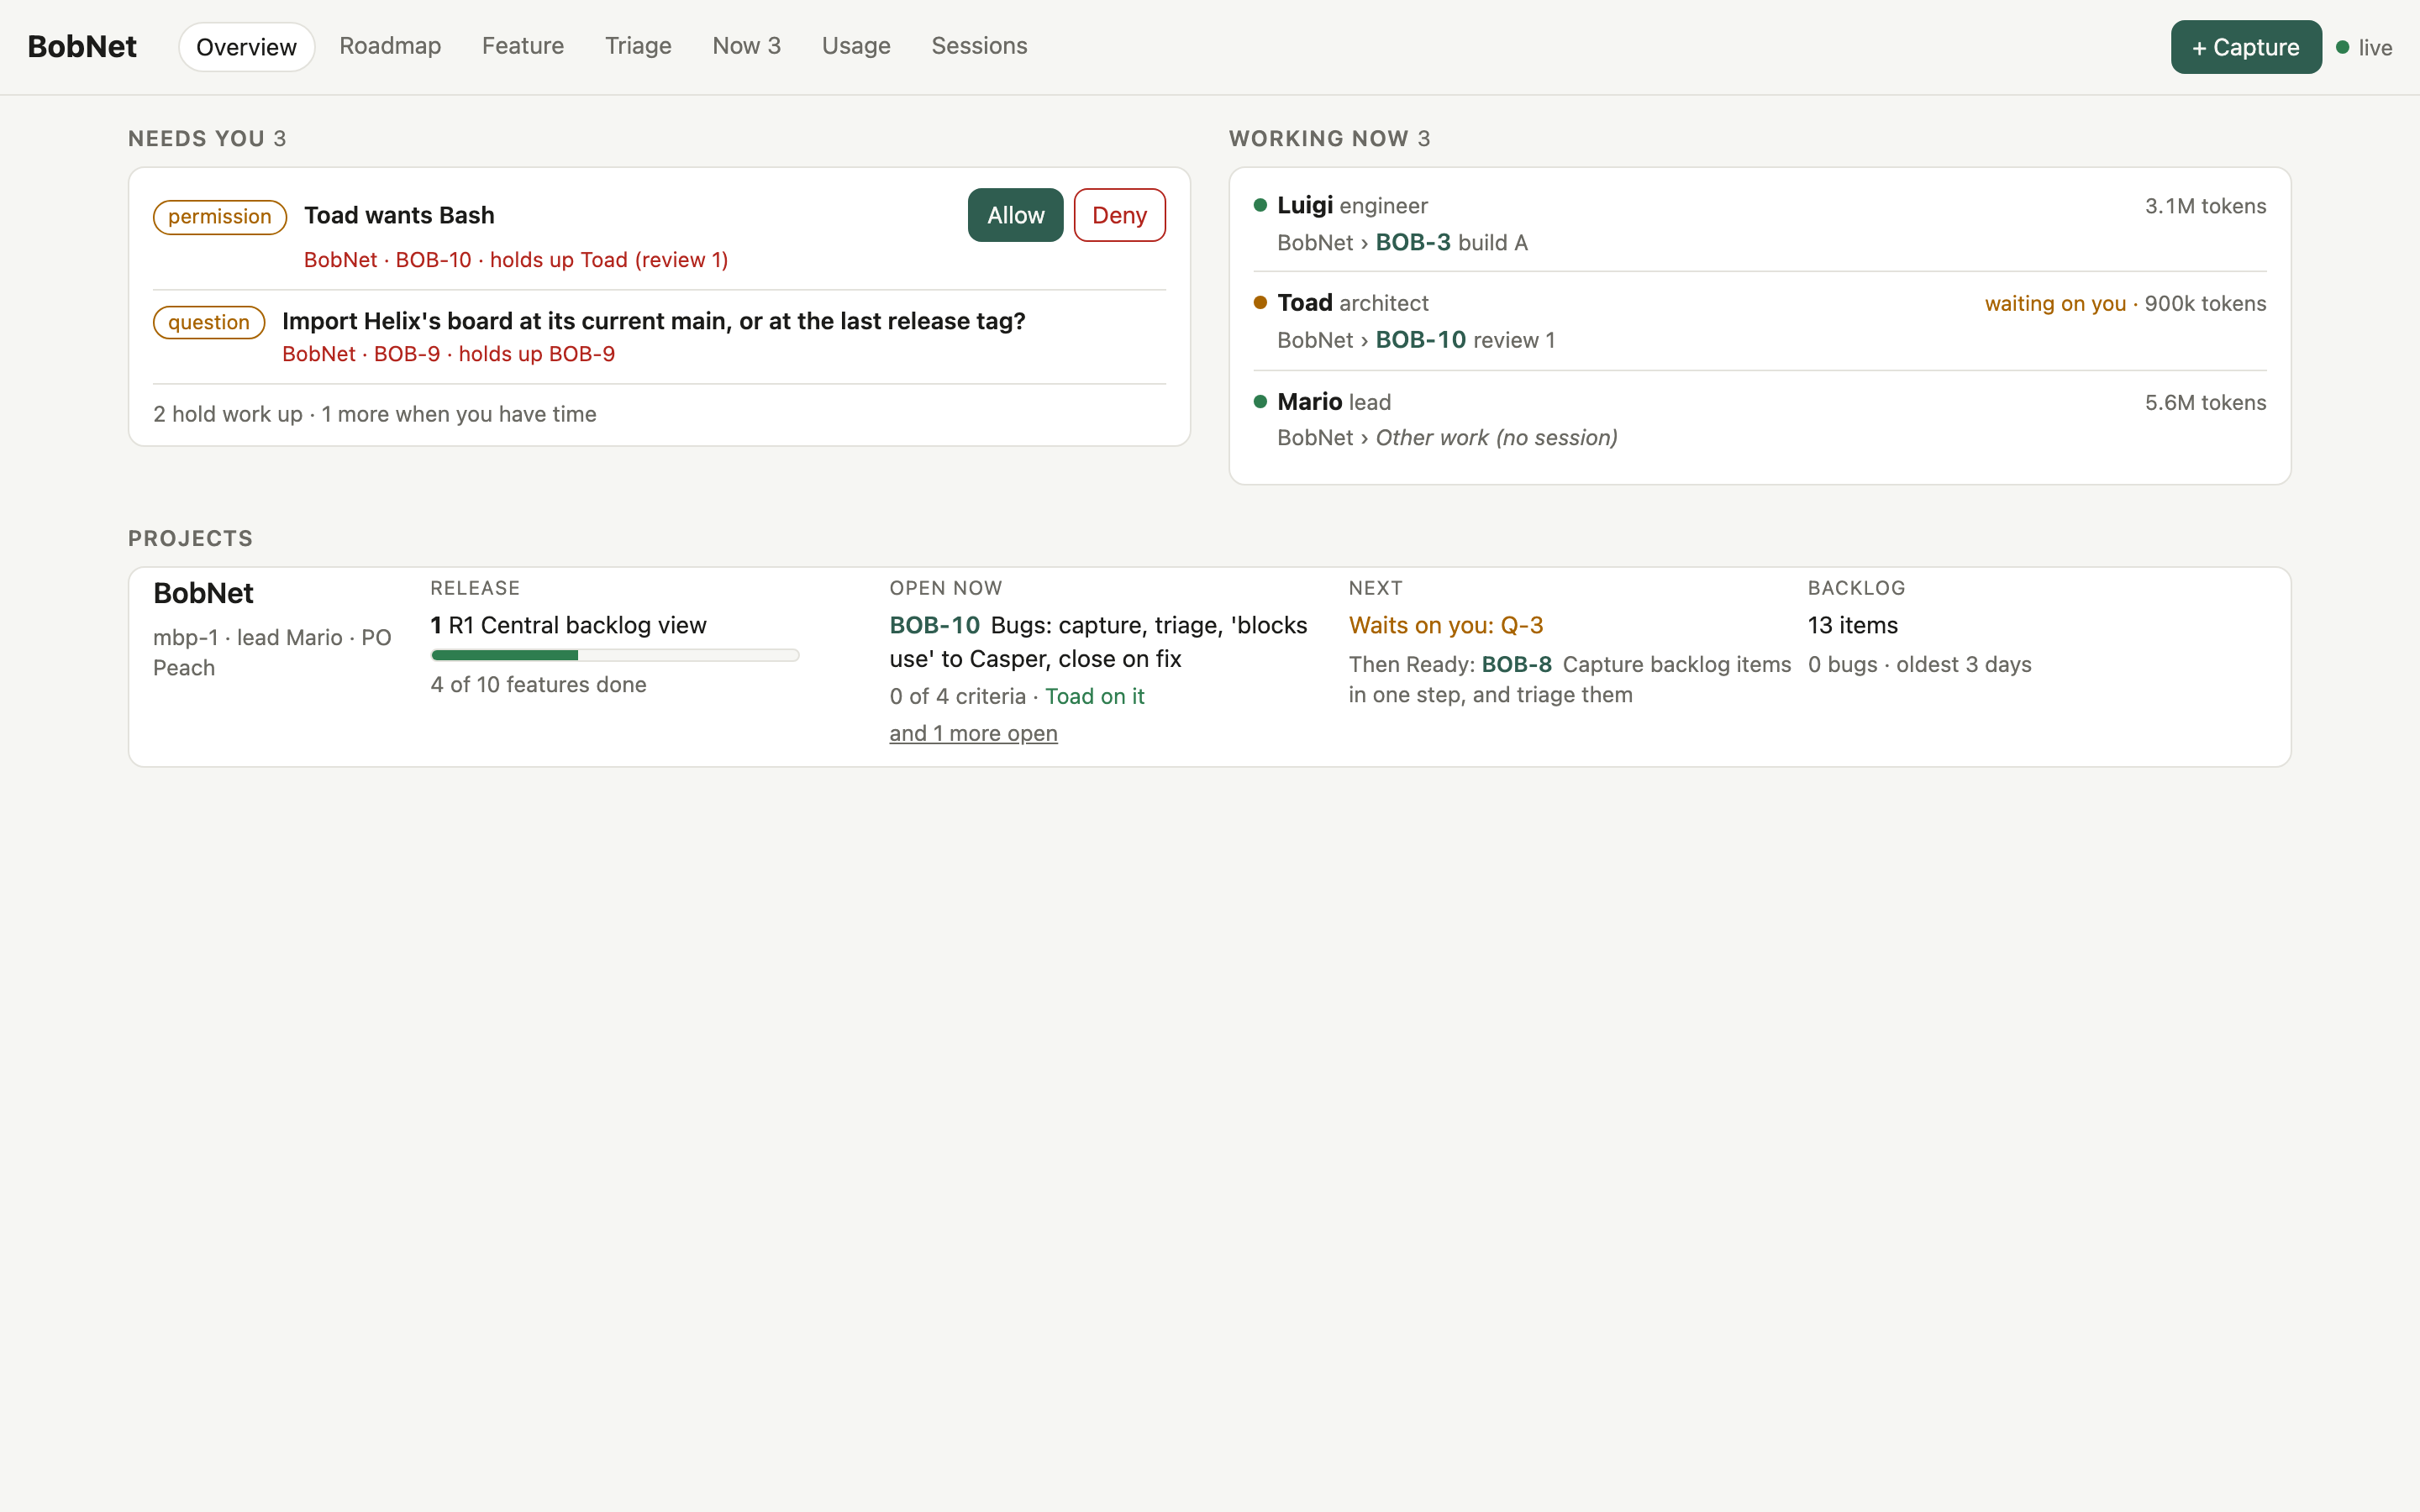 BobNet Overview Roadmap Feature Triage Now 3 Usage Sessions + Capture live
NEEDS YOU 3
permission Toad wants Bash Allow Deny
BobNet · BOB-10 · holds up Toad (review 1)
question Import Helix's board at its current main, or at the last release tag?
BobNet · BOB-9 · holds up BOB-9
2 hold work up · 1 more when you have time
WORKING NOW 3
Luigi engineer 3.1M tokens
BobNet › BOB-3 build A
Toad architect waiting on you · 900k tokens
BobNet › BOB-10 review 1
Mario lead 5.6M tokens
BobNet › Other work (no session)
PROJECTS
BobNet
mbp-1 · lead Mario · PO
Peach
RELEASE
1 R1 Central backlog view
4 of 10 features done
OPEN NOW
BOB-10 Bugs: capture, triage, 'blocks
use' to Casper, close on fix
0 of 4 criteria · Toad on it
and 1 more open
NEXT
Waits on you: Q-3
Then Ready: BOB-8 Capture backlog items
in one step, and triage them
BACKLOG
13 items
0 bugs · oldest 3 days